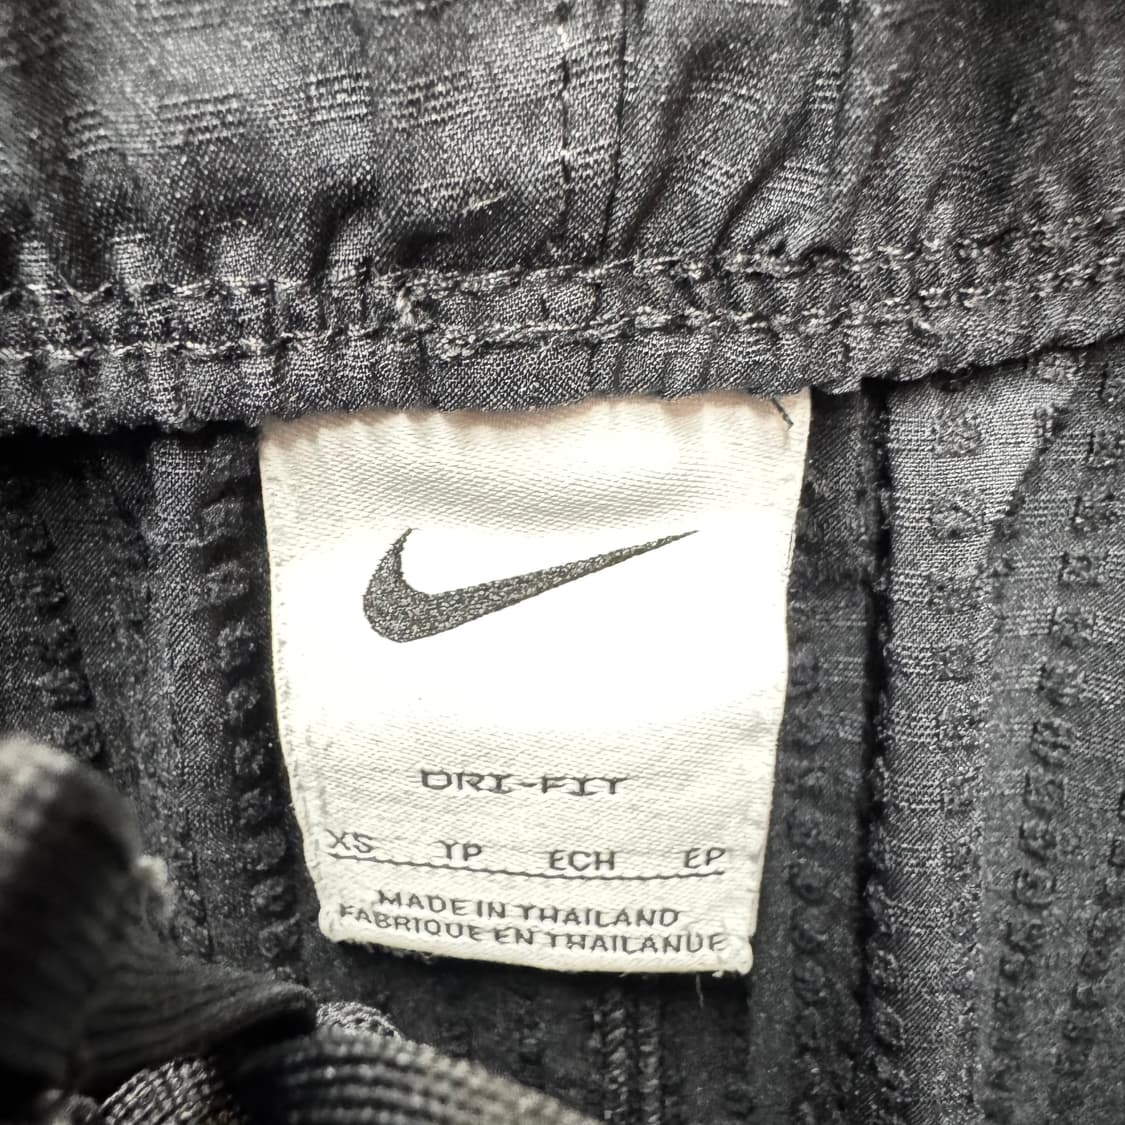 DRI-FIT
XS YP ECH EP
MADE IN THAILAND
FABRIQUE EN THAILANDE